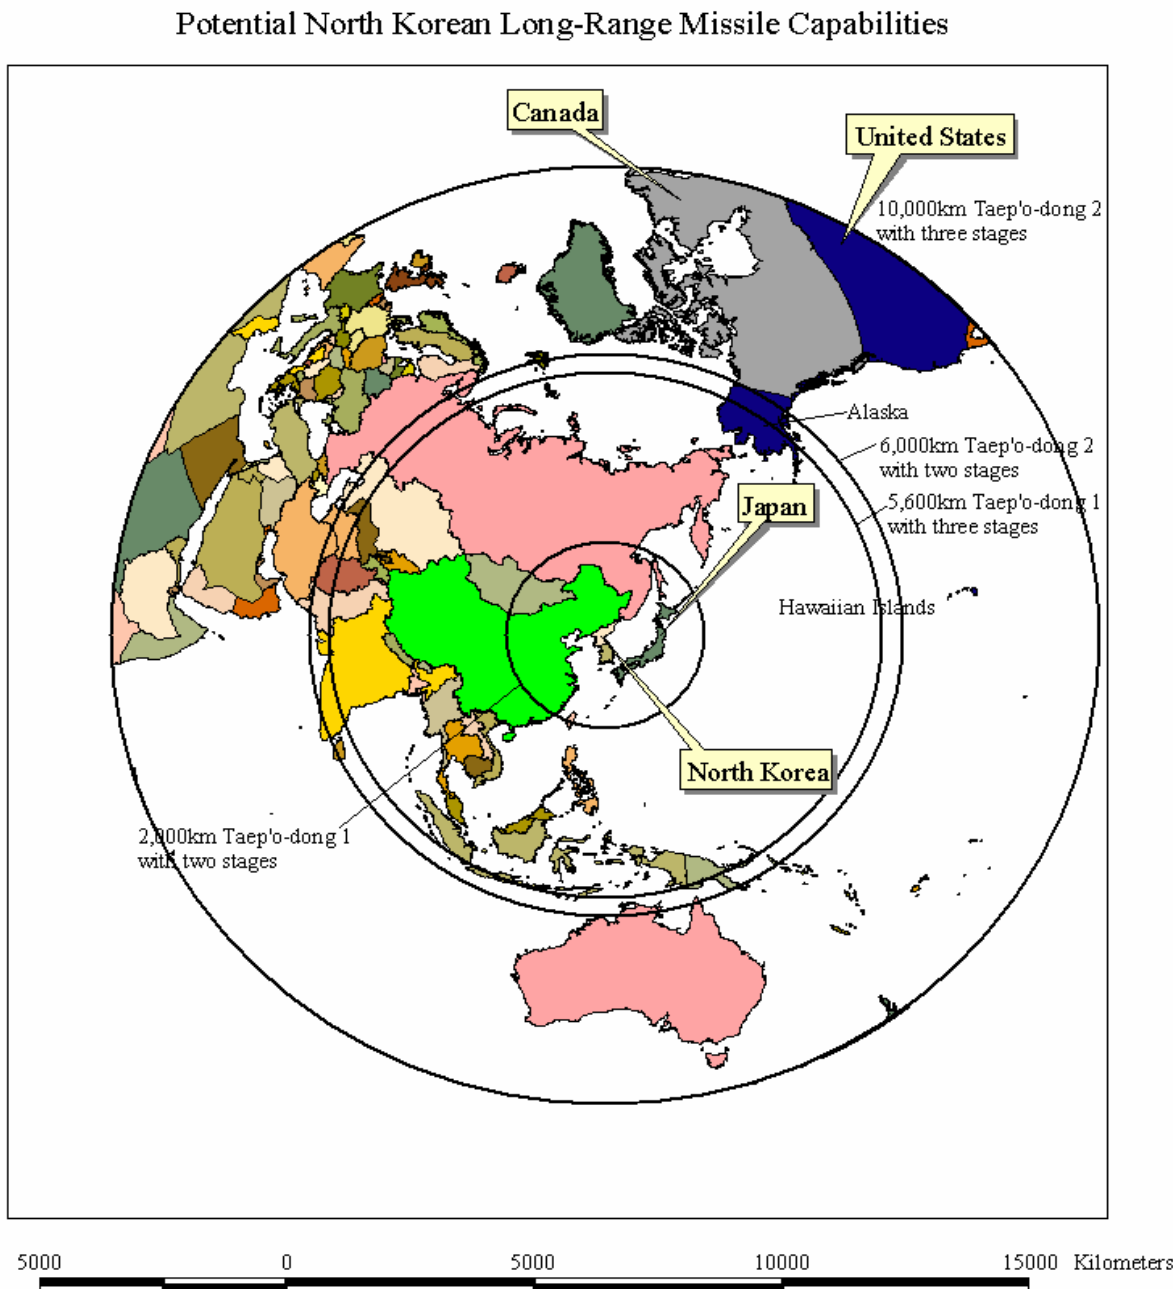 Potential North Korean Long-Range Missile Capabilities
Canada
United States
10,000km Taep'o-dong 2
with three stages
Alaska
6,000km Taep'o-dong 2
with two stages
5,600km Taep'o-dong 1
with three stages
Japan
Hawaiian Islands
North Korea
2,000km Taep'o-dong 1
with two stages
5000 0 5000 10000 15000 Kilometers